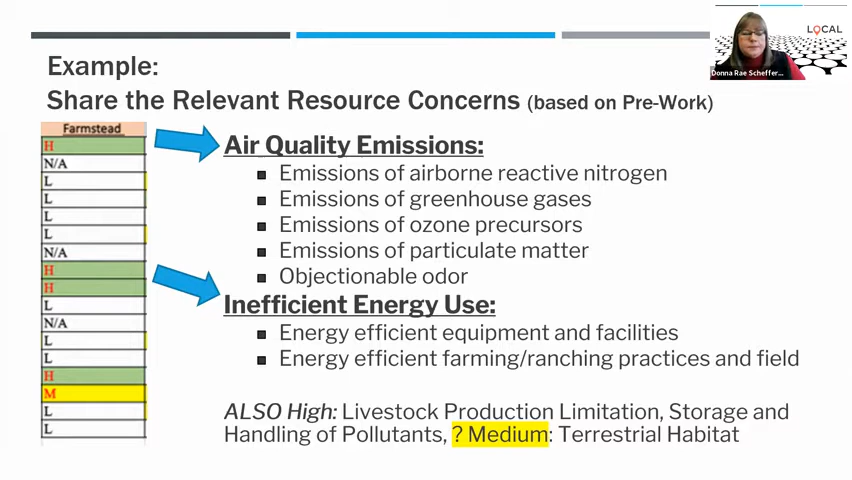 LOCAL
Donna Rae Scheffer...
Example:
Share the Relevant Resource Concerns (based on Pre-Work)
Farmstead
H
N/A
L
L
L
L
N/A
H
H
L
N/A
L
L
H
M
L
L
Air Quality Emissions:
Emissions of airborne reactive nitrogen
Emissions of greenhouse gases
Emissions of ozone precursors
Emissions of particulate matter
Objectionable odor
Inefficient Energy Use:
Energy efficient equipment and facilities
Energy efficient farming/ranching practices and field
ALSO High: Livestock Production Limitation, Storage and
Handling of Pollutants, ? Medium: Terrestrial Habitat